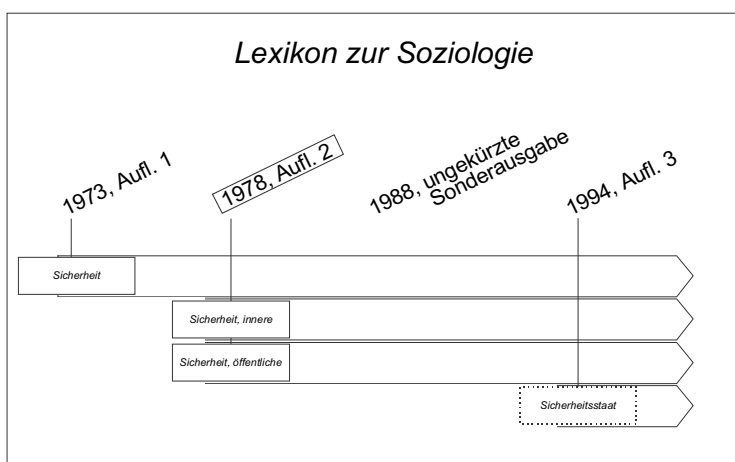 Lexikon zur Soziologie
1973, Aufl. 1
1978, Aufl. 2
1988, ungekürzte
Sonderausgabe
1994, Aufl. 3
Sicherheit
Sicherheit, innere
Sicherheit, öffentliche
Sicherheitsstaat